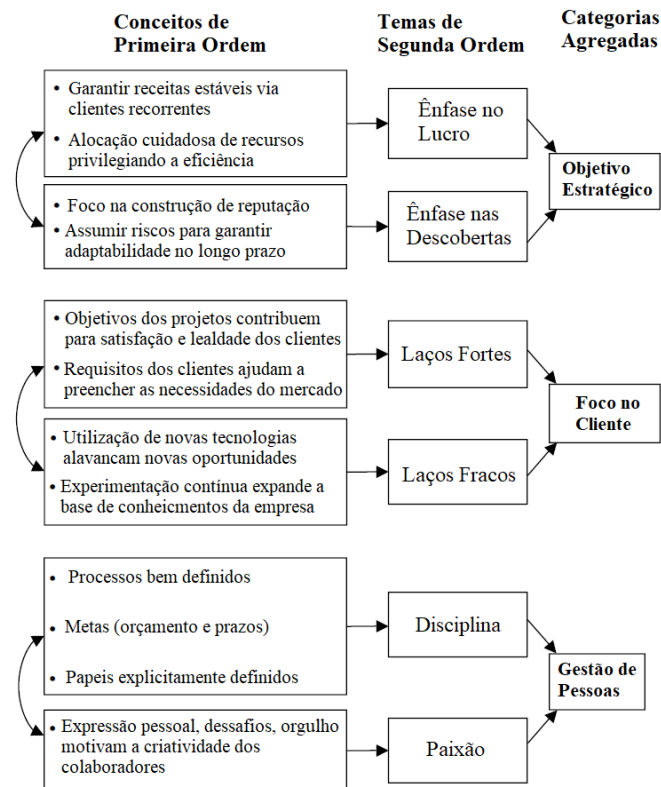 Conceitos de
Primeira Ordem
Temas de
Segunda Ordem
Categorias
Agregadas
• Garantir receitas estáveis via
clientes recorrentes
• Alocação cuidadosa de recursos
privilegiando a eficiência
Ênfase no
Lucro
• Foco na construção de reputação
• Assumir riscos para garantir
adaptabilidade no longo prazo
Ênfase nas
Descobertas
Objetivo
Estratégico
• Objetivos dos projetos contribuem
para satisfação e lealdade dos clientes
• Requisitos dos clientes ajudam a
preencher as necessidades do mercado
Laços Fortes
• Utilização de novas tecnologias
alavancam novas oportunidades
• Experimentação contínua expande a
base de conheicmentos da empresa
Laços Fracos
Foco no
Cliente
• Processos bem definidos
• Metas (orçamento e prazos)
• Papeis explicitamente definidos
Disciplina
• Expressão pessoal, dessafios, orgulho
motivam a criatividade dos
colaboradores
Paixão
Gestão de
Pessoas